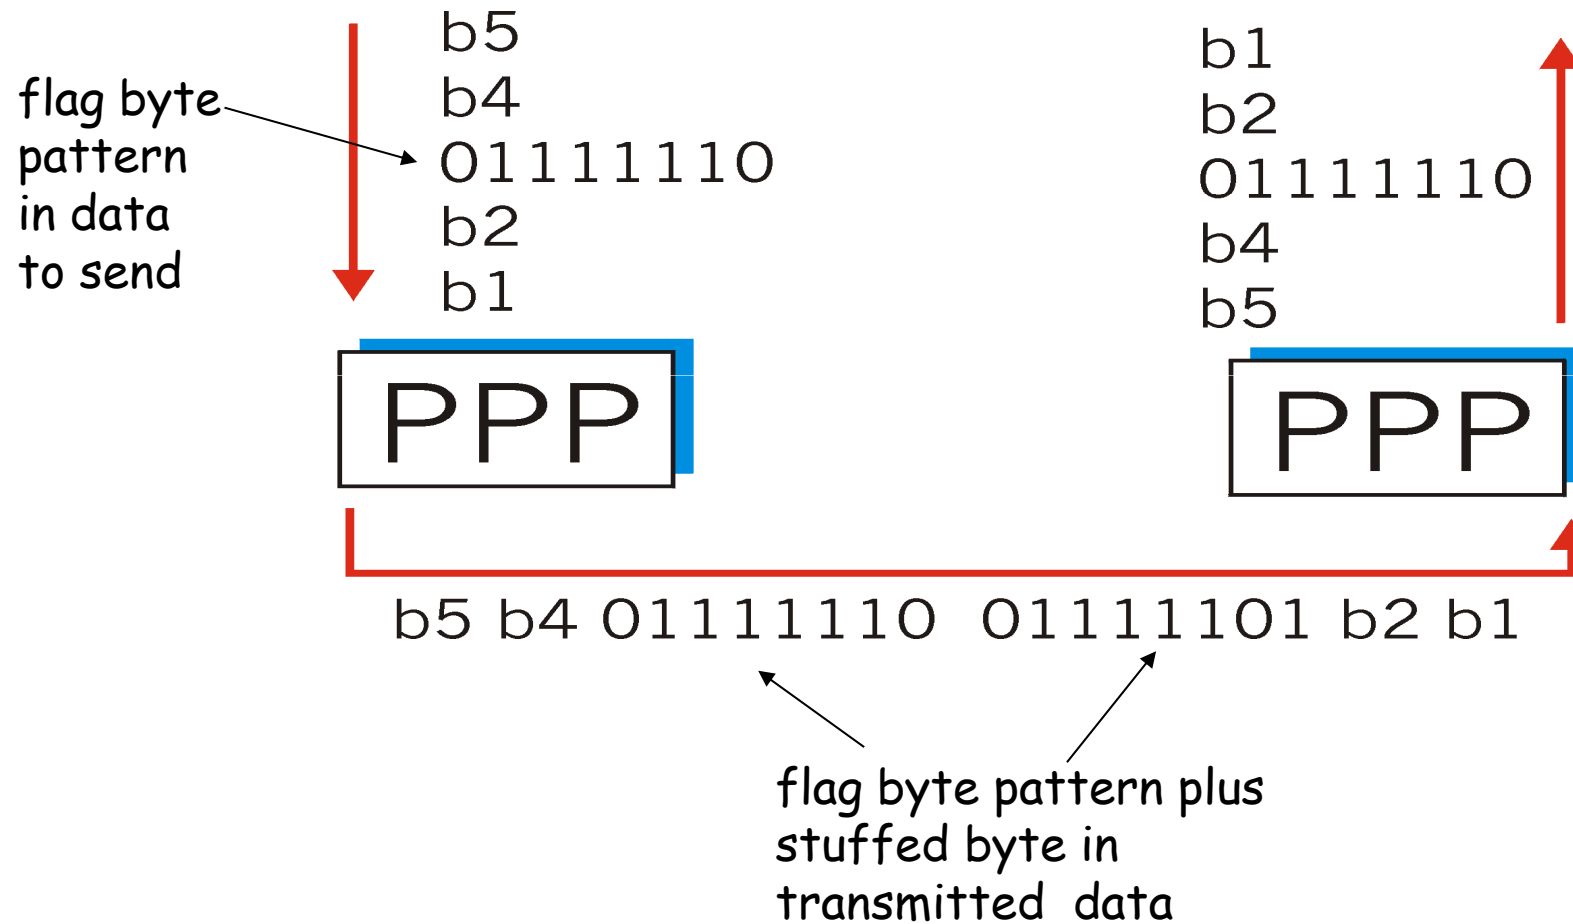 flag byte
pattern
in data
to send
b5
b4
01111110
b2
b1
b1
b2
01111110
b4
b5
PPP
PPP
b5 b4 01111110 01111101 b2 b1
flag byte pattern plus
stuffed byte in
transmitted data